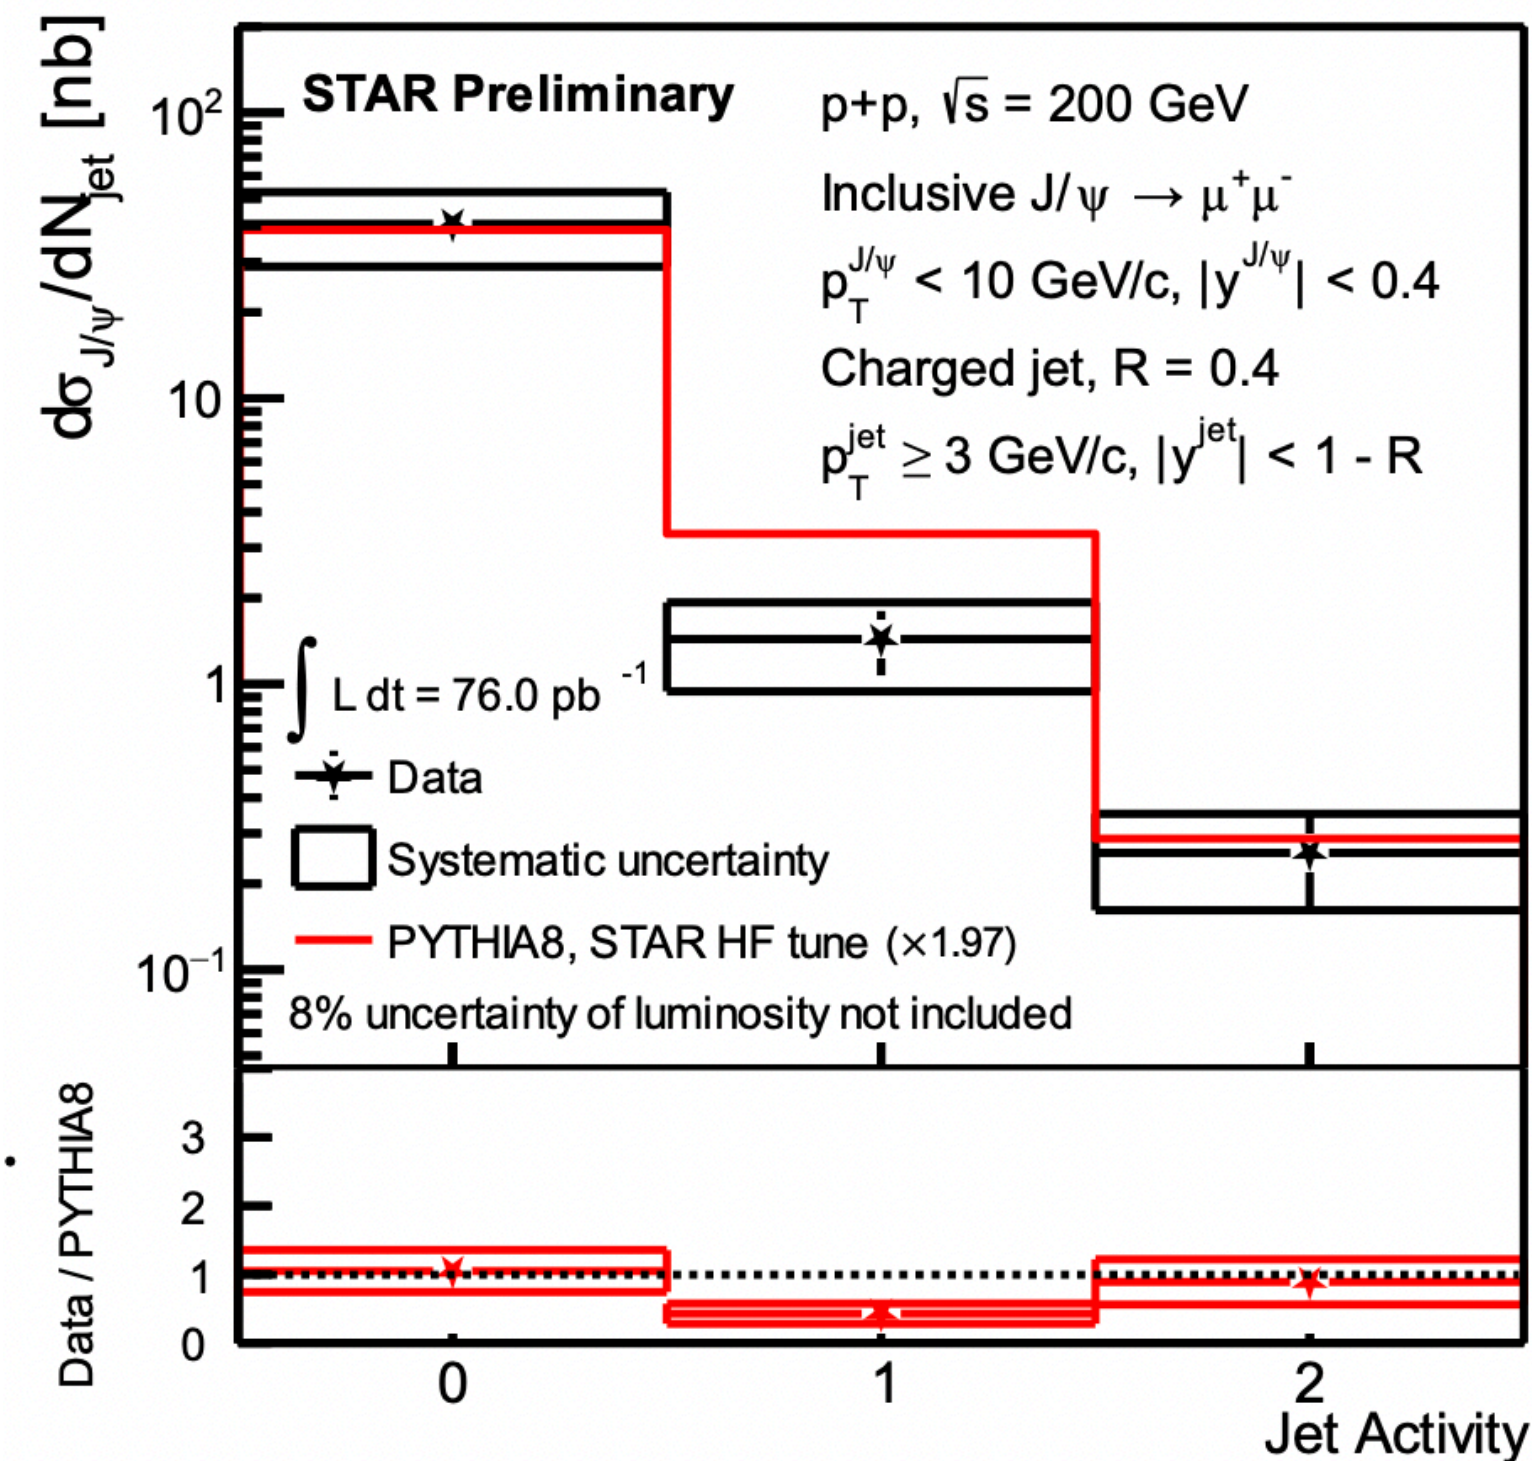 dσ_J/ψ/dN_jet [nb]
10²
10
1
10⁻¹
STAR Preliminary
p+p, √s = 200 GeV
Inclusive J/ψ → μ⁺μ⁻
p_T^J/ψ < 10 GeV/c, |y^J/ψ| < 0.4
Charged jet, R = 0.4
p_T^jet ≥ 3 GeV/c, |y^jet| < 1 - R
∫ L dt = 76.0 pb⁻¹
Data
Systematic uncertainty
PYTHIA8, STAR HF tune (×1.97)
8% uncertainty of luminosity not included
Data / PYTHIA8
3
2
1
0
0 1 2
Jet Activity